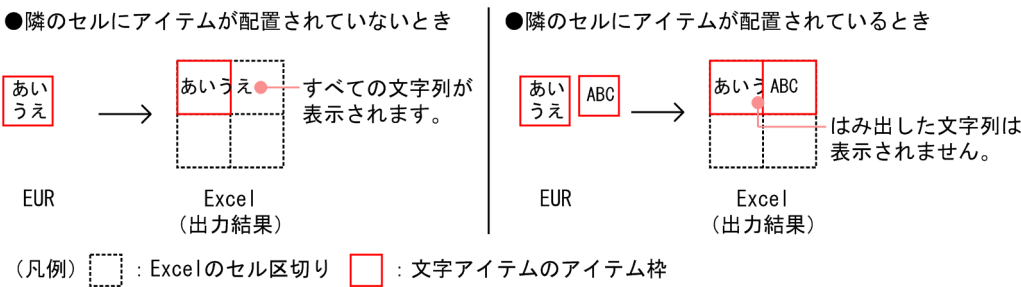 ●隣のセルにアイテムが配置されていないとき
あい
うえ
あいうえ
すべての文字列が
表示されます。
EUR
Excel
(出力結果)
●隣のセルにアイテムが配置されているとき
あい
うえ
ABC
あいう ABC
はみ出した文字列は
表示されません。
EUR
Excel
(出力結果)
(凡例) :Excelのセル区切り :文字アイテムのアイテム枠